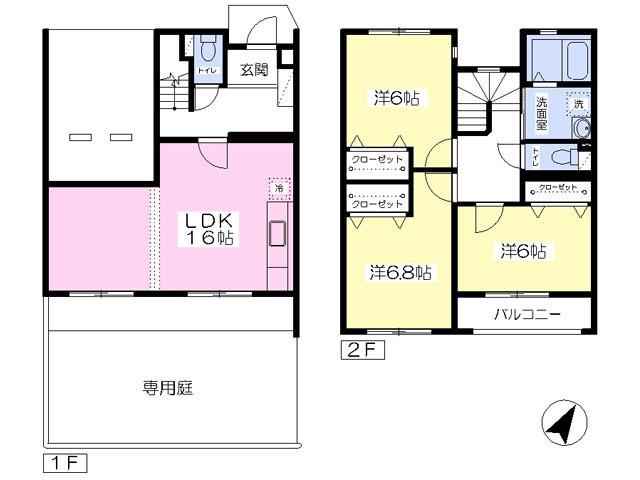 トイレ
玄関
冷
LDK
16帖
専用庭
1F
洋6帖
クローゼット
クローゼット
洋6.8帖
洗面室
洗
トイレ
クローゼット
洋6帖
バルコニー
2F